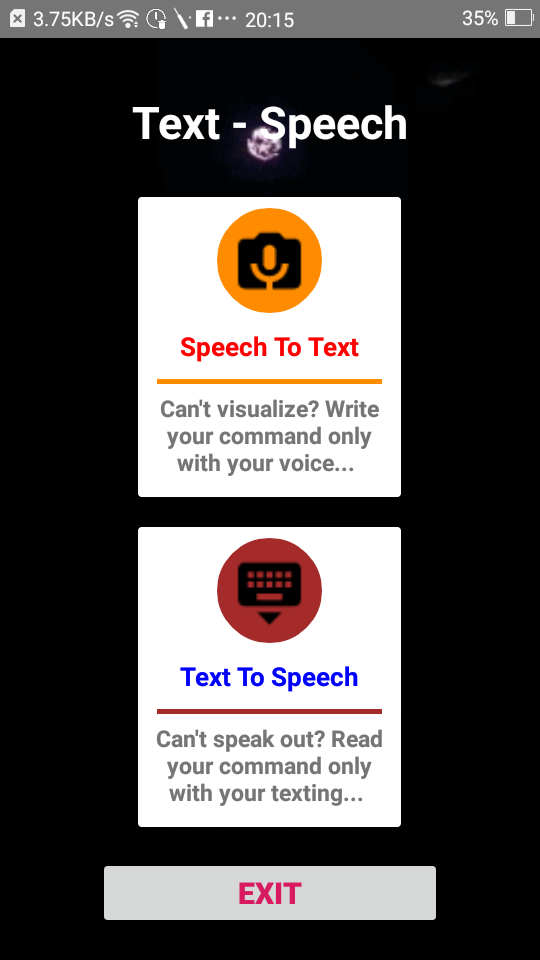 3.75KB/s 20:15 35%
Text - Speech
Speech To Text
Can't visualize? Write
your command only
with your voice...
Text To Speech
Can't speak out? Read
your command only
with your texting...
EXIT